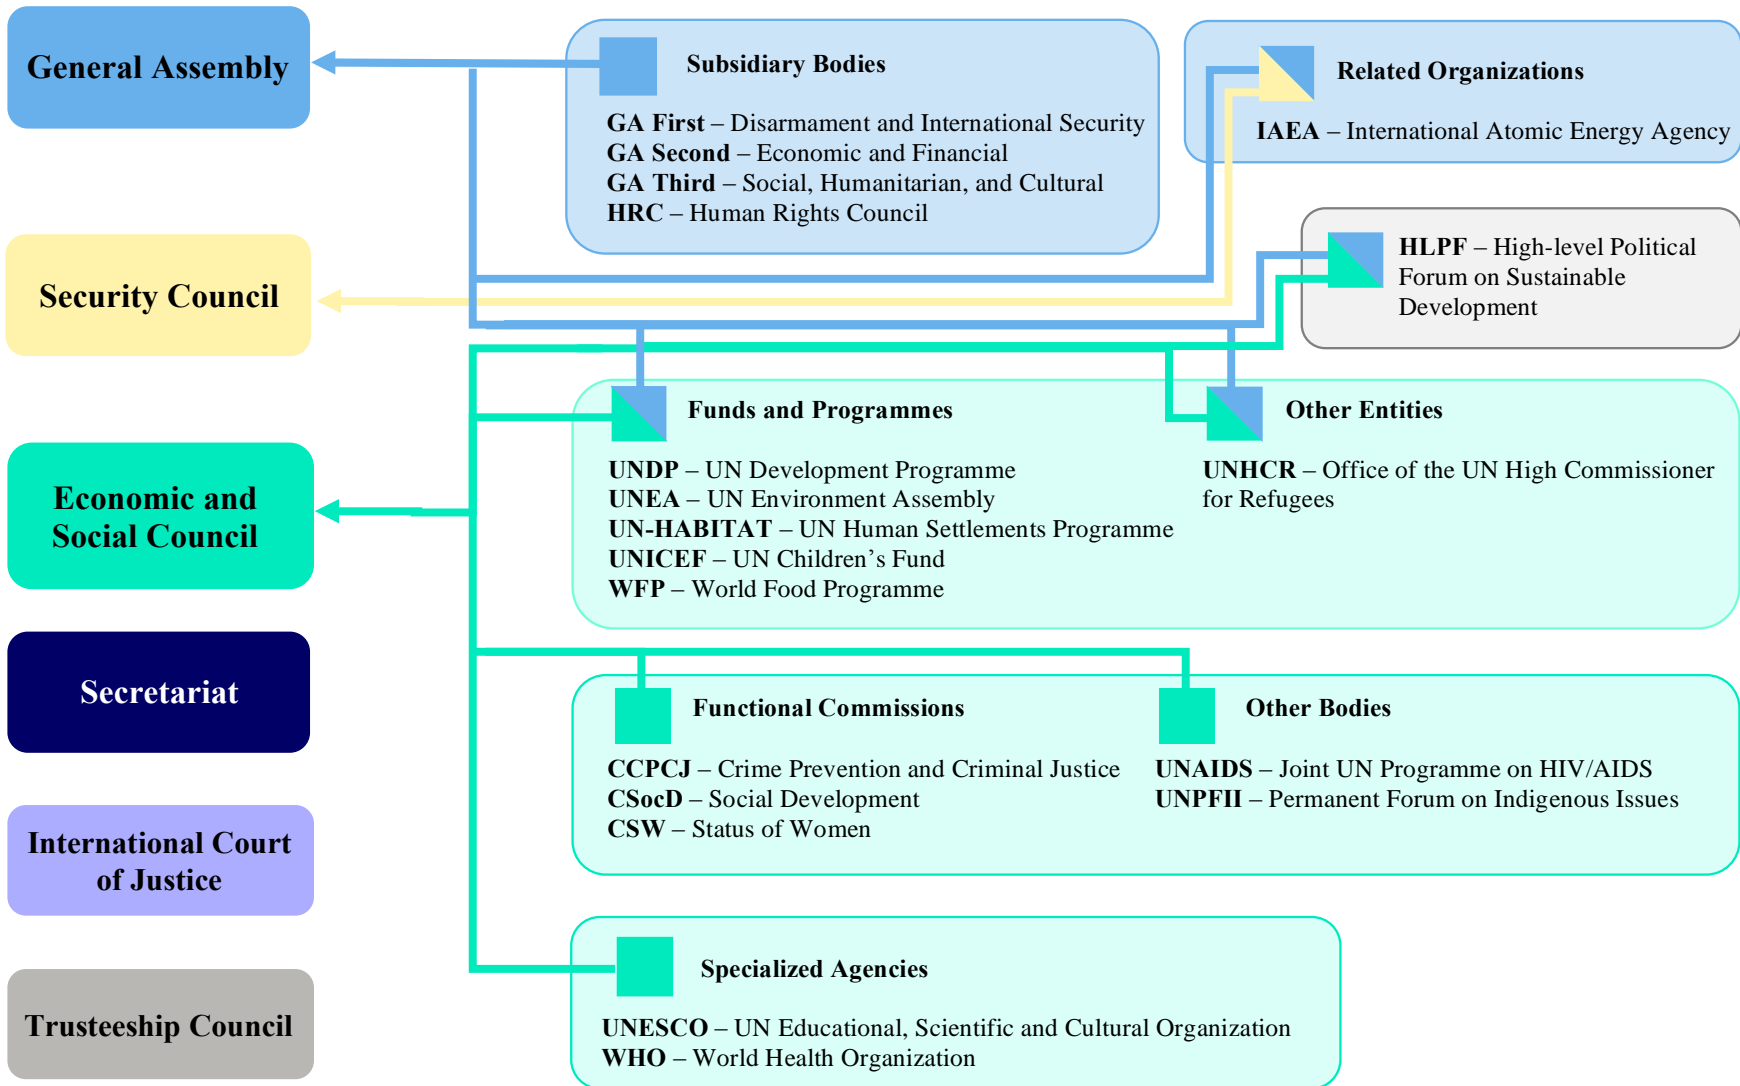 General Assembly
Subsidiary Bodies
GA First – Disarmament and International Security
GA Second – Economic and Financial
GA Third – Social, Humanitarian, and Cultural
HRC – Human Rights Council
Related Organizations
IAEA – International Atomic Energy Agency
Security Council
HLPF – High-level Political
Forum on Sustainable
Development
Economic and
Social Council
Funds and Programmes
UNDP – UN Development Programme
UNEA – UN Environment Assembly
UN-HABITAT – UN Human Settlements Programme
UNICEF – UN Children’s Fund
WFP – World Food Programme
Other Entities
UNHCR – Office of the UN High Commissioner
for Refugees
Secretariat
Functional Commissions
CCPCJ – Crime Prevention and Criminal Justice
CSocD – Social Development
CSW – Status of Women
Other Bodies
UNAIDS – Joint UN Programme on HIV/AIDS
UNPFII – Permanent Forum on Indigenous Issues
International Court
of Justice
Trusteeship Council
Specialized Agencies
UNESCO – UN Educational, Scientific and Cultural Organization
WHO – World Health Organization